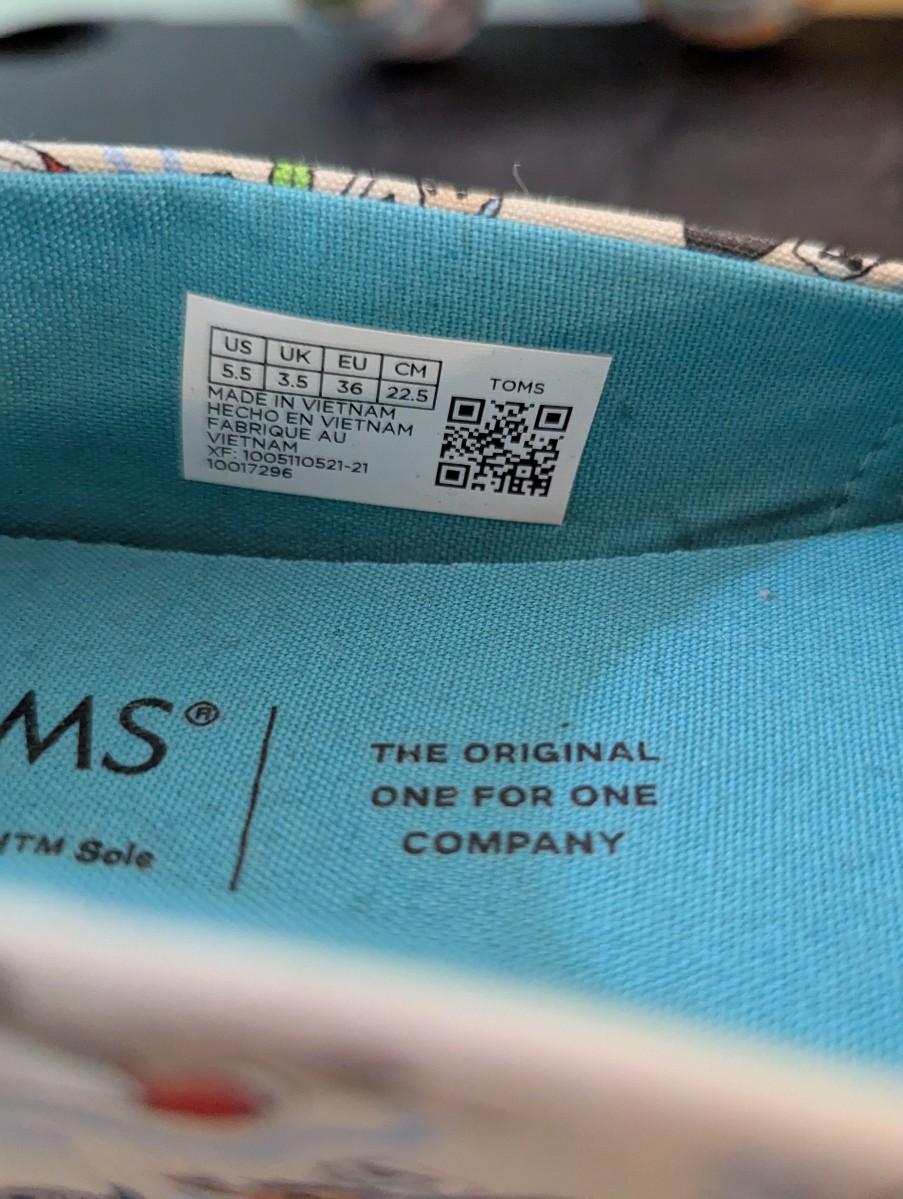 US UK EU CM
5.5 3.5 36 22.5
MADE IN VIETNAM
HECHO EN VIETNAM
FABRIQUE AU
VIETNAM
XF: 1005110521-21
10017296
TOMS
MS®
TM Sole
THE ORIGINAL
ONE FOR ONE
COMPANY